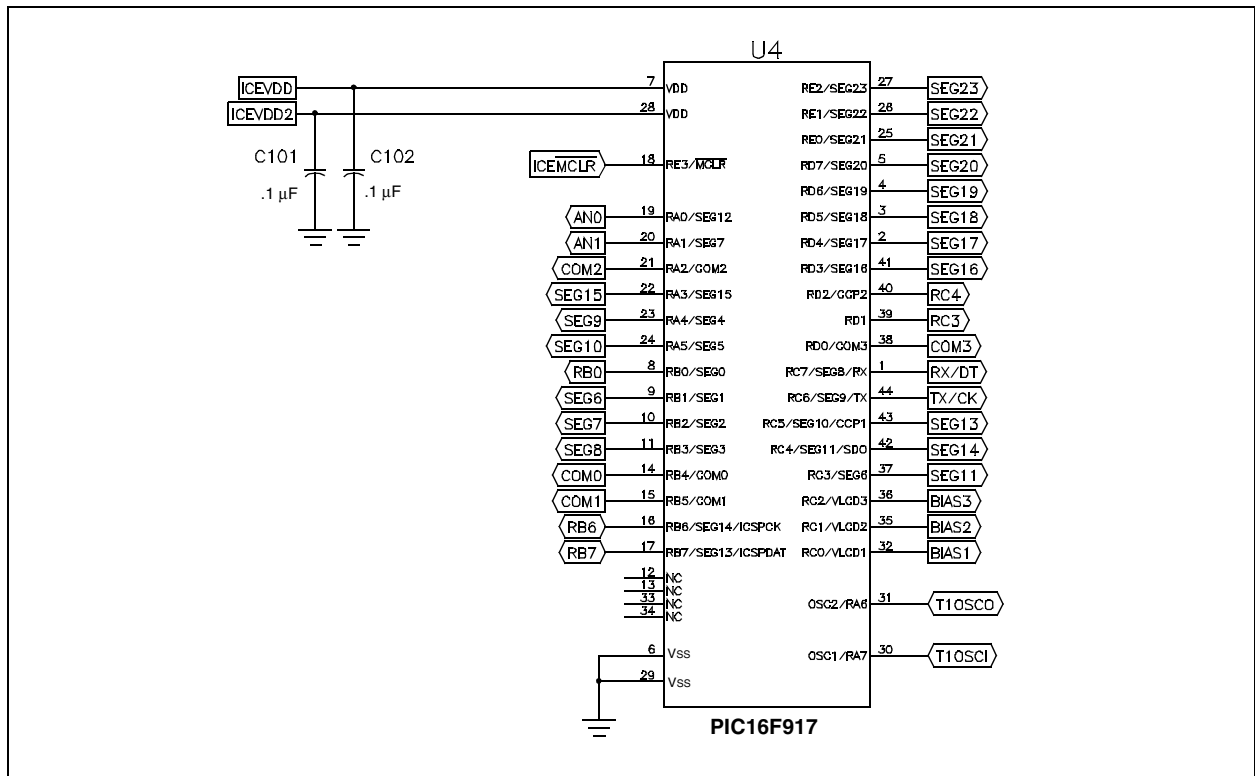 U4
ICEVDD 7 VDD RE2/SEG23 27 SEG23
ICEVDD2 28 VDD RE1/SEG22 26 SEG22
RE0/SEG21 25 SEG21
C101 C102 ICEMCLR 18 RE3/MCLR RD7/SEG20 5 SEG20
RD6/SEG19 4 SEG19
.1 µF .1 µF
AN0 19 RA0/SEG12 RD5/SEG18 3 SEG18
AN1 20 RA1/SEG7 RD4/SEG17 2 SEG17
COM2 21 RA2/COM2 RD3/SEG16 41 SEG16
SEG15 22 RA3/SEG15 RD2/CCP2 40 RC4
SEG9 23 RA4/SEG4 RD1 39 RC3
SEG10 24 RA5/SEG5 RD0/COM3 38 COM3
RB0 8 RB0/SEG0 RC7/SEG8/RX 1 RX/DT
SEG6 9 RB1/SEG1 RC6/SEG9/TX 44 TX/CK
SEG7 10 RB2/SEG2 RC5/SEG10/CCP1 43 SEG13
SEG8 11 RB3/SEG3 RC4/SEG11/SDO 42 SEG14
COM0 14 RB4/COM0 RC3/SEG6 37 SEG11
COM1 15 RB5/COM1 RC2/VLCD3 36 BIAS3
RB6 16 RB6/SEG14/ICSPCK RC1/VLCD2 35 BIAS2
RB7 17 RB7/SEG13/ICSPDAT RC0/VLCD1 32 BIAS1
12 NC
13 NC
33 NC OSC2/RA6 31 T1OSCO
34 NC
6 VSS OSC1/RA7 30 T1OSCI
29 VSS
PIC16F917